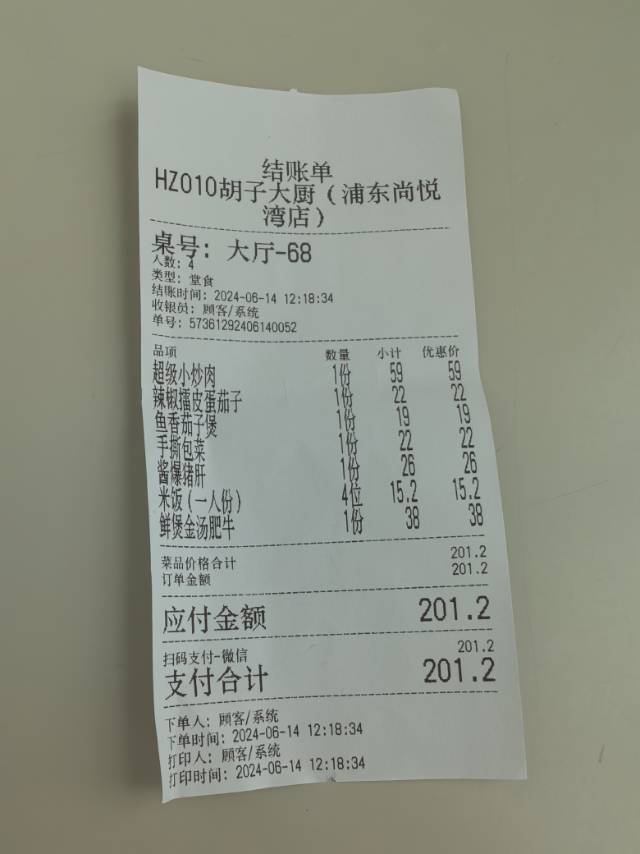 结账单
HZ010胡子大厨（浦东尚悦
湾店）
桌号: 大厅-68
人数: 4
类型: 堂食
结账时间: 2024-06-14 12:18:34
收银员: 顾客/系统
单号: 57361292406140052
品项 数量 小计 优惠价
超级小炒肉 1份 59 59
辣椒擂皮蛋茄子 1份 22 22
鱼香茄子煲 1份 19 19
手撕包菜 1份 22 22
酱爆猪肝 1份 26 26
米饭（一人份） 4位 15.2 15.2
鲜煲金汤肥牛 1份 38 38
菜品价格合计 201.2
订单金额 201.2
应付金额 201.2
扫码支付-微信 201.2
支付合计 201.2
下单人: 顾客/系统
下单时间: 2024-06-14 12:18:34
打印人: 顾客/系统
打印时间: 2024-06-14 12:18:34